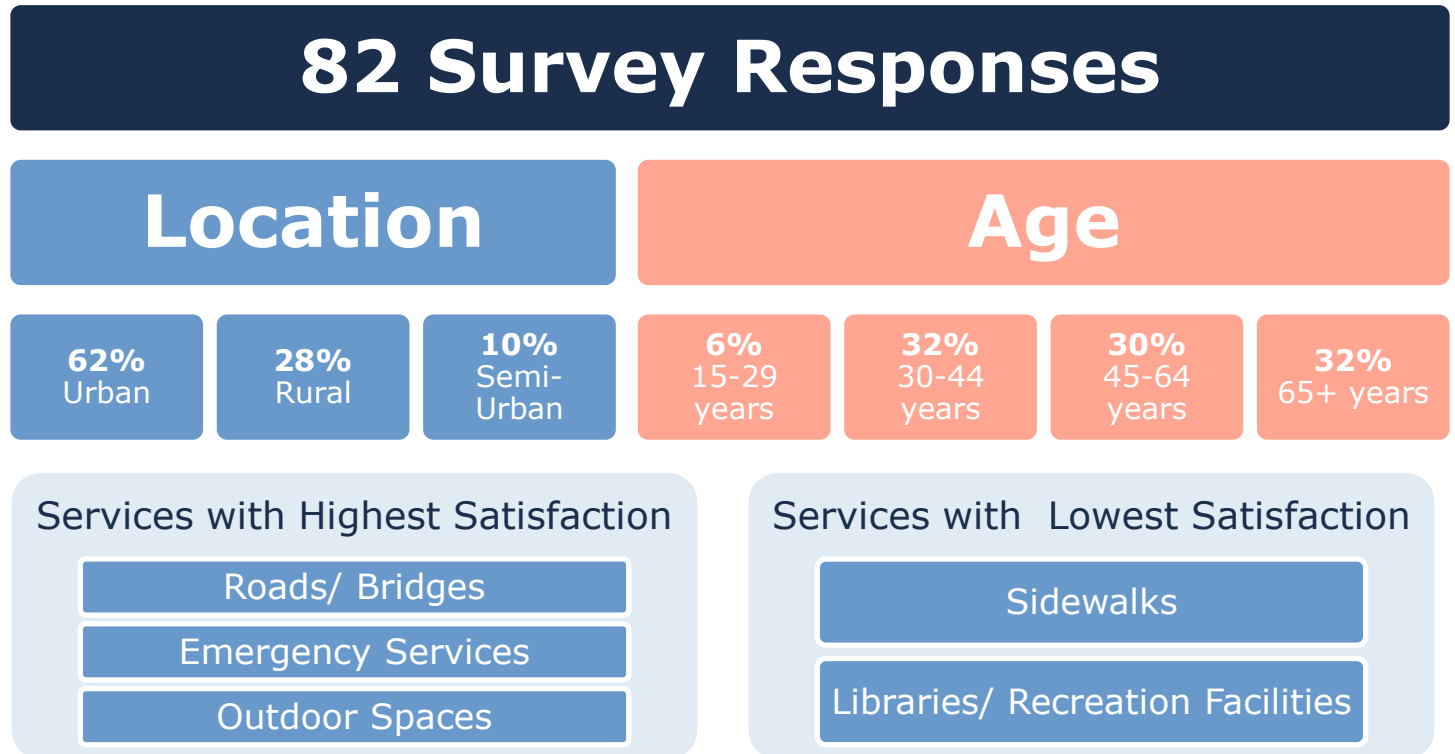 82 Survey Responses
Location
Age
62%
Urban
28%
Rural
10%
Semi-
Urban
6%
15-29
years
32%
30-44
years
30%
45-64
years
32%
65+ years
Services with Highest Satisfaction
Roads/ Bridges
Emergency Services
Outdoor Spaces
Services with  Lowest Satisfaction
Sidewalks
Libraries/ Recreation Facilities